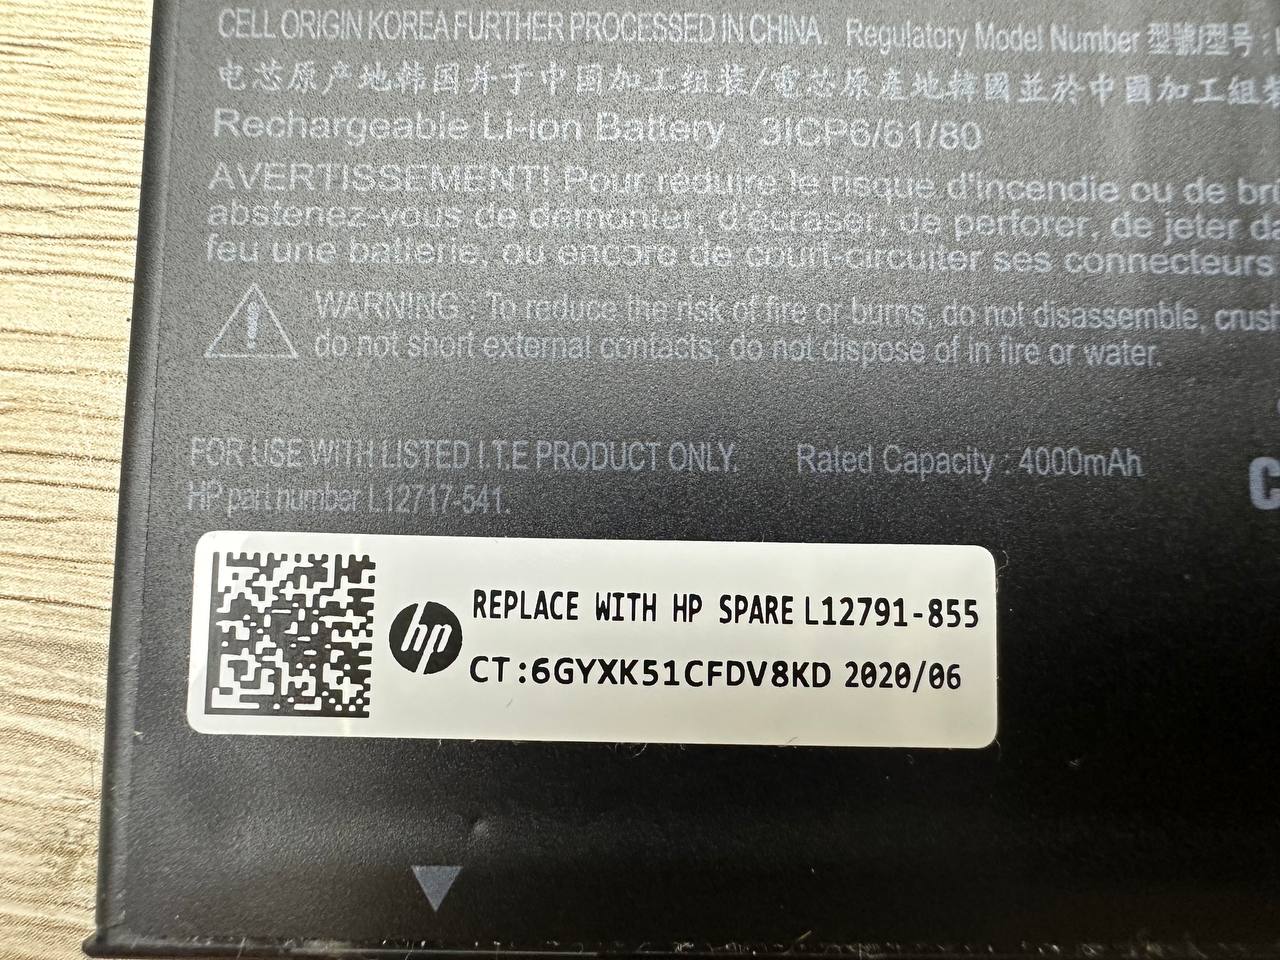 CELL ORIGIN KOREA FURTHER PROCESSED IN CHINA. Regulatory Model Number 型號/型号 :
电芯原产地韩国并于中國加工组装/電芯原產地韓國並於中國加工組裝
Rechargeable Li-ion Battery 3ICP6/61/80
AVERTISSEMENT! Pour réduire le risque d'incendie ou de
abstenez-vous de démonter, d'écraser, de perforer, de jeter
feu une batterie, ou encore de court-circuiter ses connecteurs
WARNING : To reduce the risk of fire or burns, do not disassemble, crush
do not short external contacts, do not dispose of in fire or water.
FOR USE WITH LISTED I.T.E PRODUCT ONLY. Rated Capacity : 4000mAh
HP part number L12717-541.
hp
REPLACE WITH HP SPARE L12791-855
CT:6GYXK51CFDV8KD 2020/06